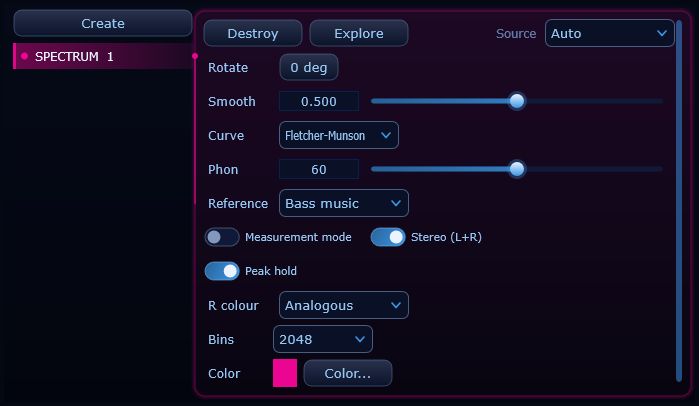 Create
SPECTRUM 1
Destroy Explore Source Auto
Rotate 0 deg
Smooth 0.500
Curve Fletcher-Munson
Phon 60
Reference Bass music
Measurement mode Stereo (L+R)
Peak hold
R colour Analogous
Bins 2048
Color Color...